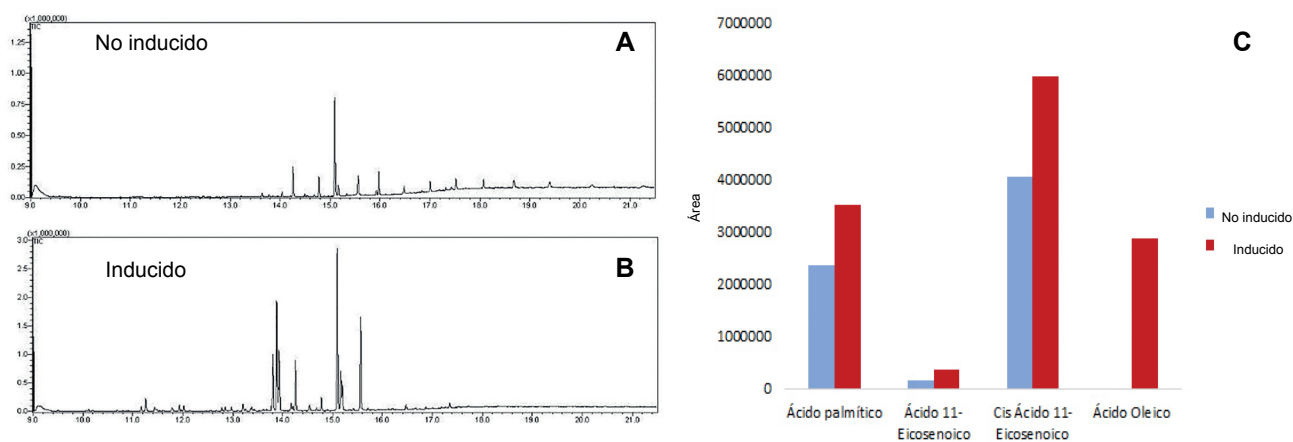 (x1,000,000)
TIC
No inducido
A
1.25
1.00
0.75
0.50
0.25
0.00
9.0 10.0 11.0 12.0 13.0 14.0 15.0 16.0 17.0 18.0 19.0 20.0 21.0
(x1,000,000)
TIC
Inducido
B
3.0
2.5
2.0
1.5
1.0
0.5
0.0
9.0 10.0 11.0 12.0 13.0 14.0 15.0 16.0 17.0 18.0 19.0 20.0 21.0
C
7000000
6000000
5000000
4000000
3000000
2000000
1000000
0
Área
No inducido
Inducido
Ácido palmítico
Ácido 11-
Eicosenoico
Cis Ácido 11-
Eicosenoico
Ácido Oleico